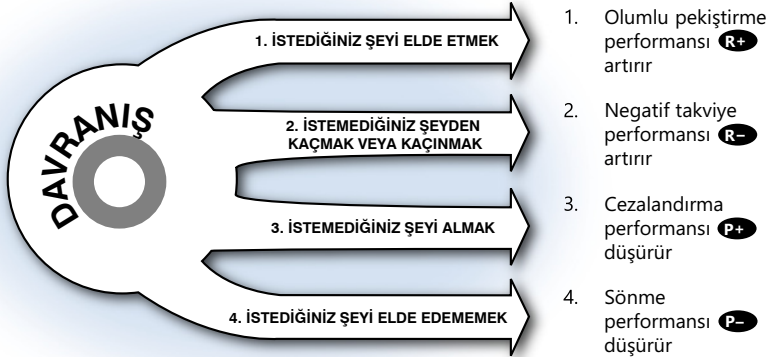 DAVRANIŞ
1. İSTEDİĞİNİZ ŞEYİ ELDE ETMEK
2. İSTEMEDİĞİNİZ ŞEYDEN
KAÇMAK VEYA KAÇINMAK
3. İSTEMEDİĞİNİZ ŞEYİ ALMAK
4. İSTEDİĞİNİZ ŞEYİ ELDE EDEMEMEK
1. Olumlu pekiştirme
performansı R+
artırır
2. Negatif takviye
performansı R–
artırır
3. Cezalandırma
performansı P+
düşürür
4. Sönme
performansı P–
düşürür